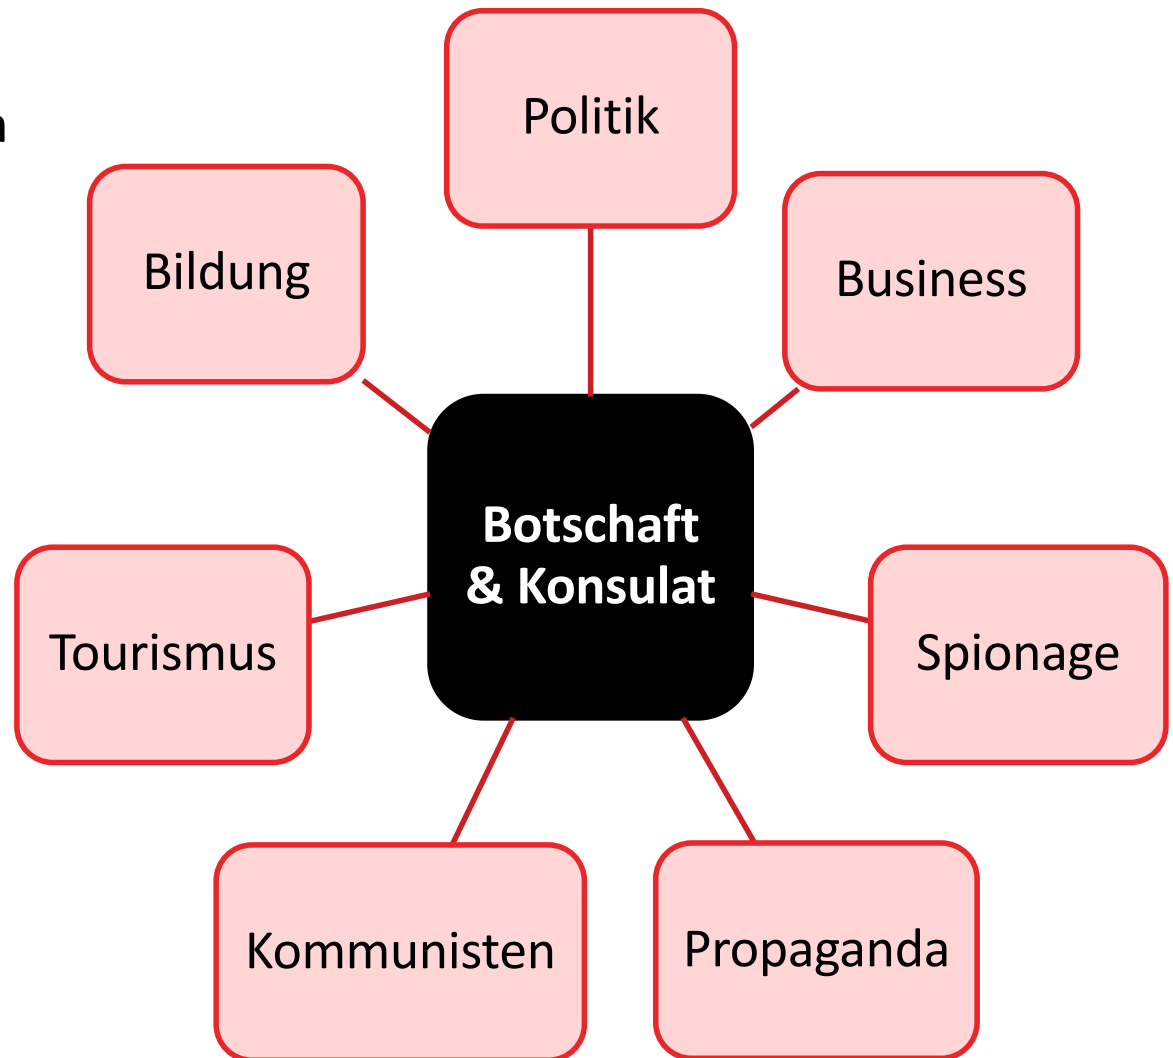 Politik
Bildung
Business
Botschaft
& Konsulat
Tourismus
Spionage
Kommunisten
Propaganda